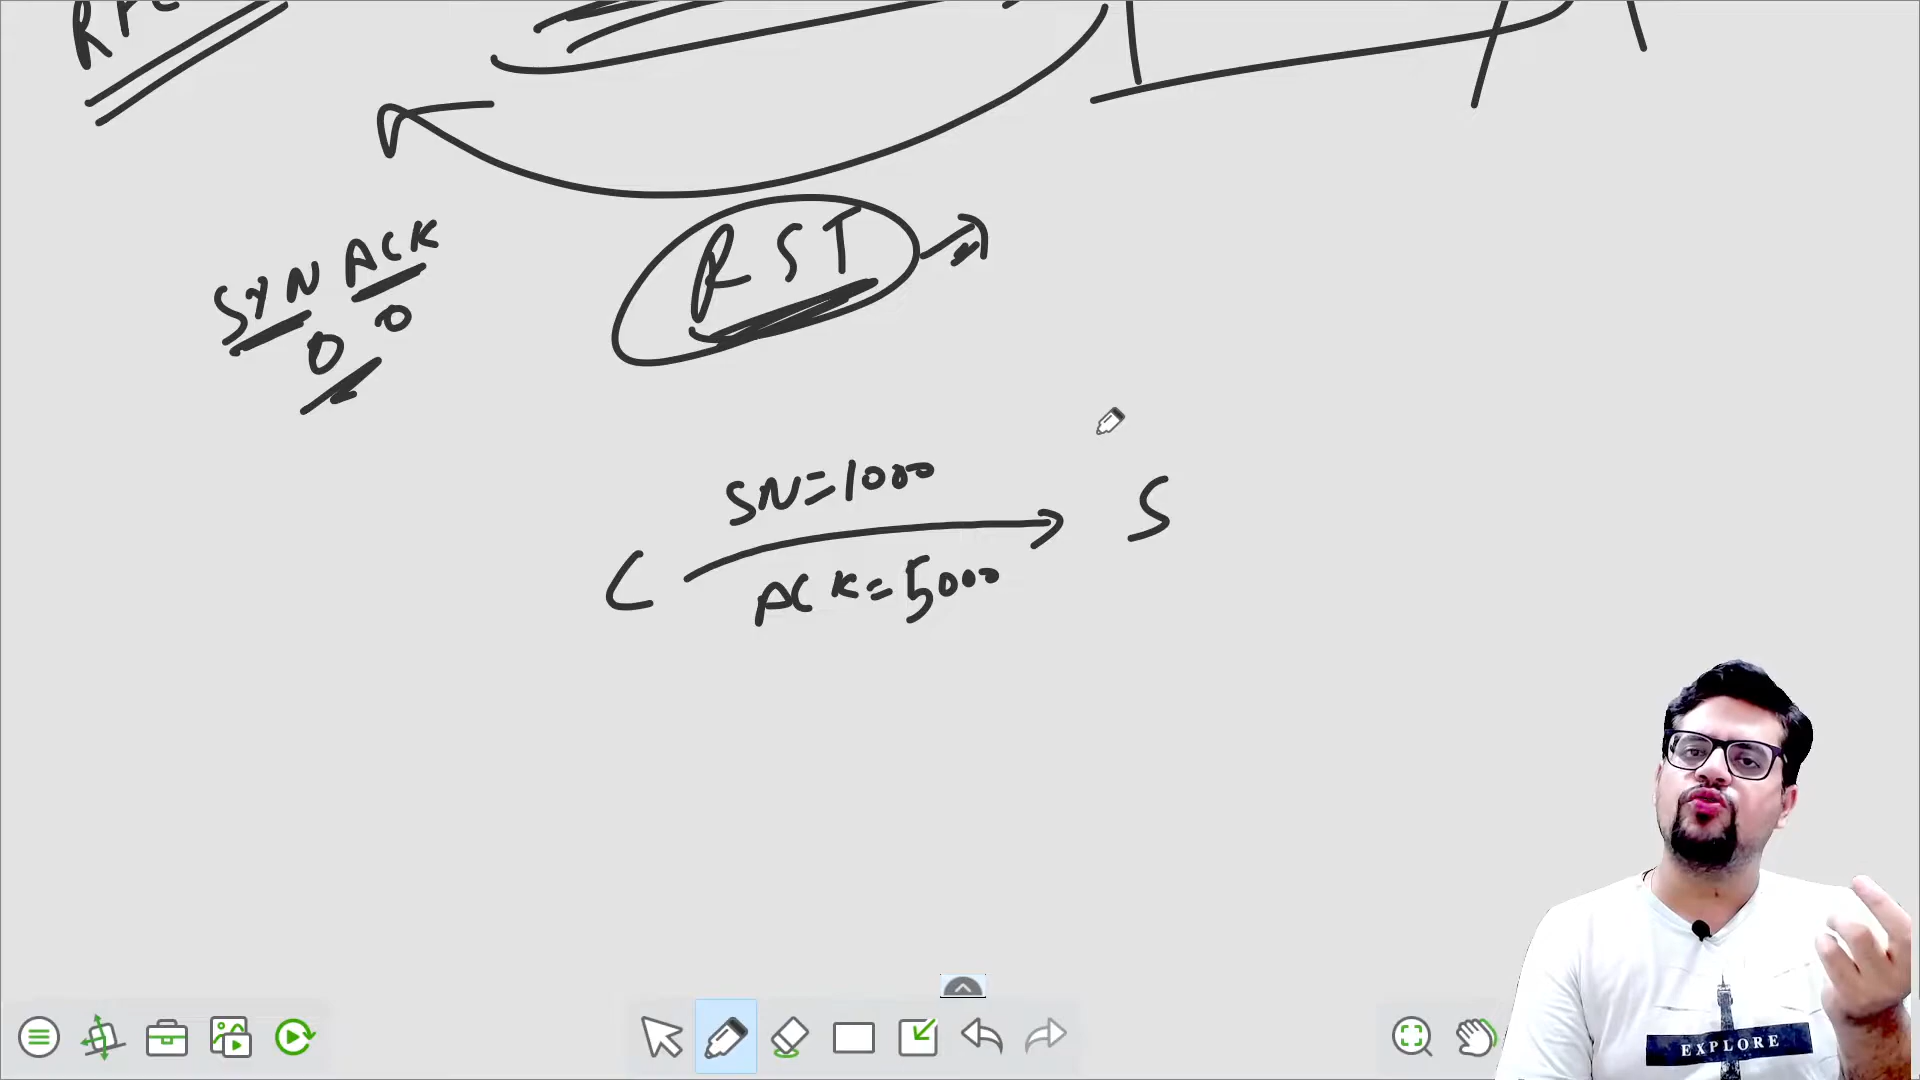 SYN ACK
0 0
RST
SN=1000
C S
ACK=5000
EXPLORE